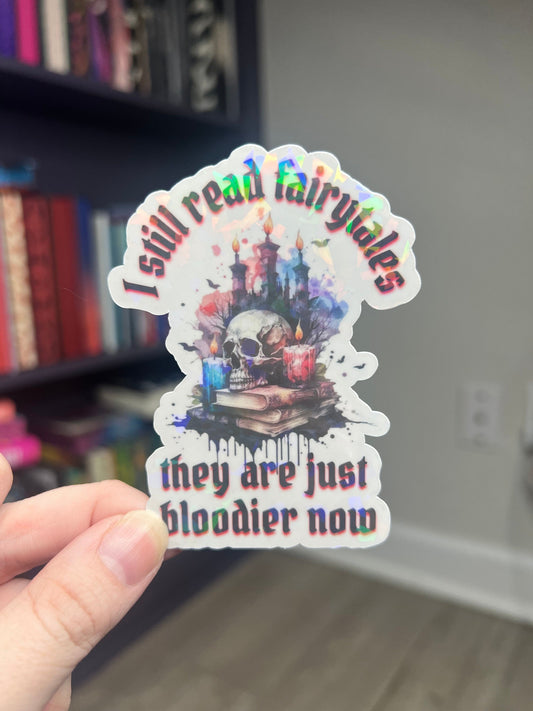 I still read fairytales
they are just
bloodier now